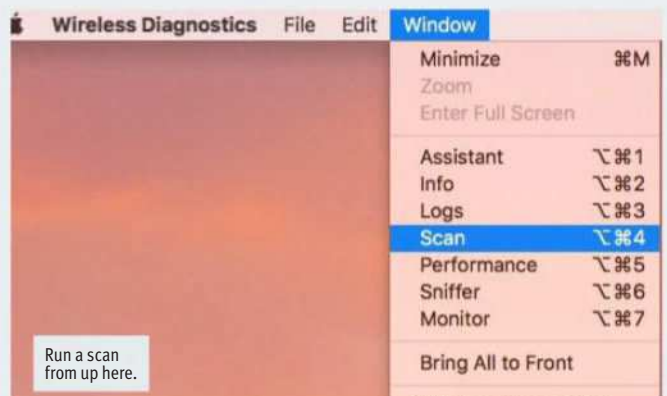 Wireless Diagnostics File Edit Window
Minimize ⌘M
Zoom
Enter Full Screen
Assistant ⌥⌘1
Info ⌥⌘2
Logs ⌥⌘3
Scan ⌥⌘4
Performance ⌥⌘5
Sniffer ⌥⌘6
Monitor ⌥⌘7
Bring All to Front
Run a scan
from up here.